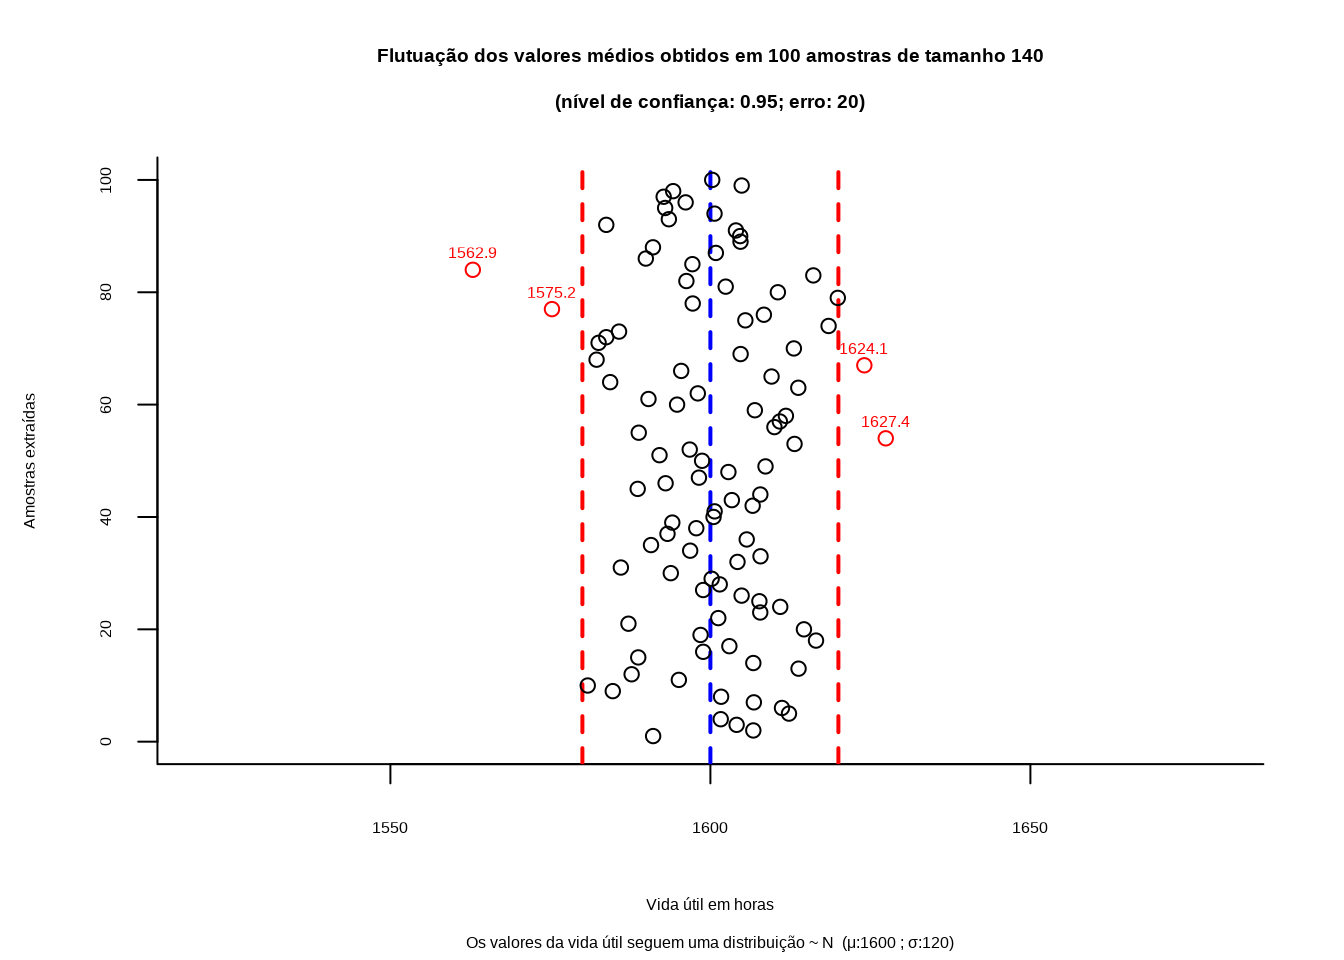 Flutuação dos valores médios obtidos em 100 amostras de tamanho 140
(nível de confiança: 0.95; erro: 20)
Amostras extraídas
100
80
60
40
20
0
1562.9
1575.2
1624.1
1627.4
1550
1600
1650
Vida útil em horas
Os valores da vida útil seguem uma distribuição ~ N (μ:1600 ; σ:120)